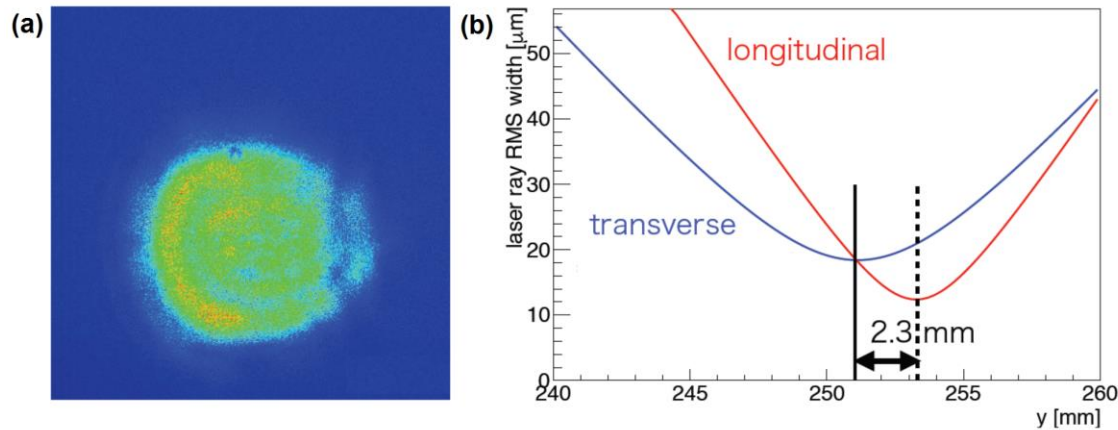 (a)
(b)
laser ray RMS width [μm]
50
40
30
20
10
0
longitudinal
transverse
2.3 mm
240
245
250
255
260
y [mm]